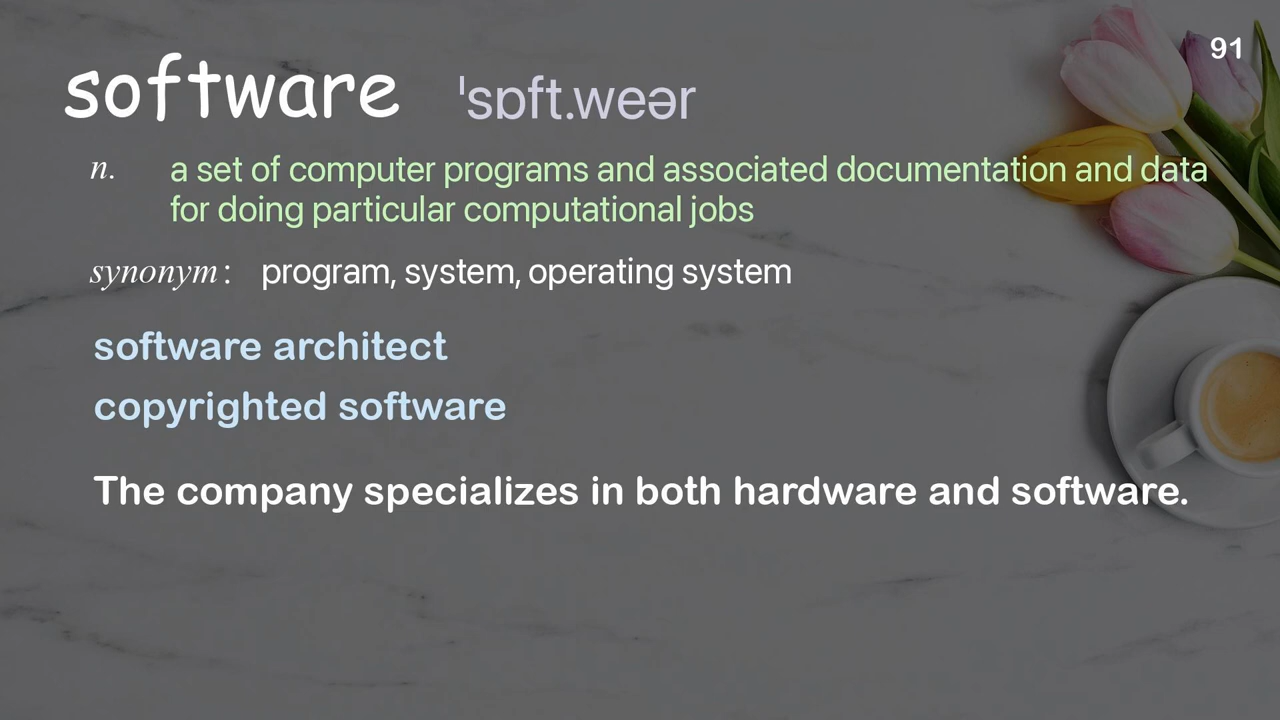 91
software ˈsɒft.weər
n. a set of computer programs and associated documentation and data
for doing particular computational jobs
synonym: program, system, operating system
software architect
copyrighted software
The company specializes in both hardware and software.